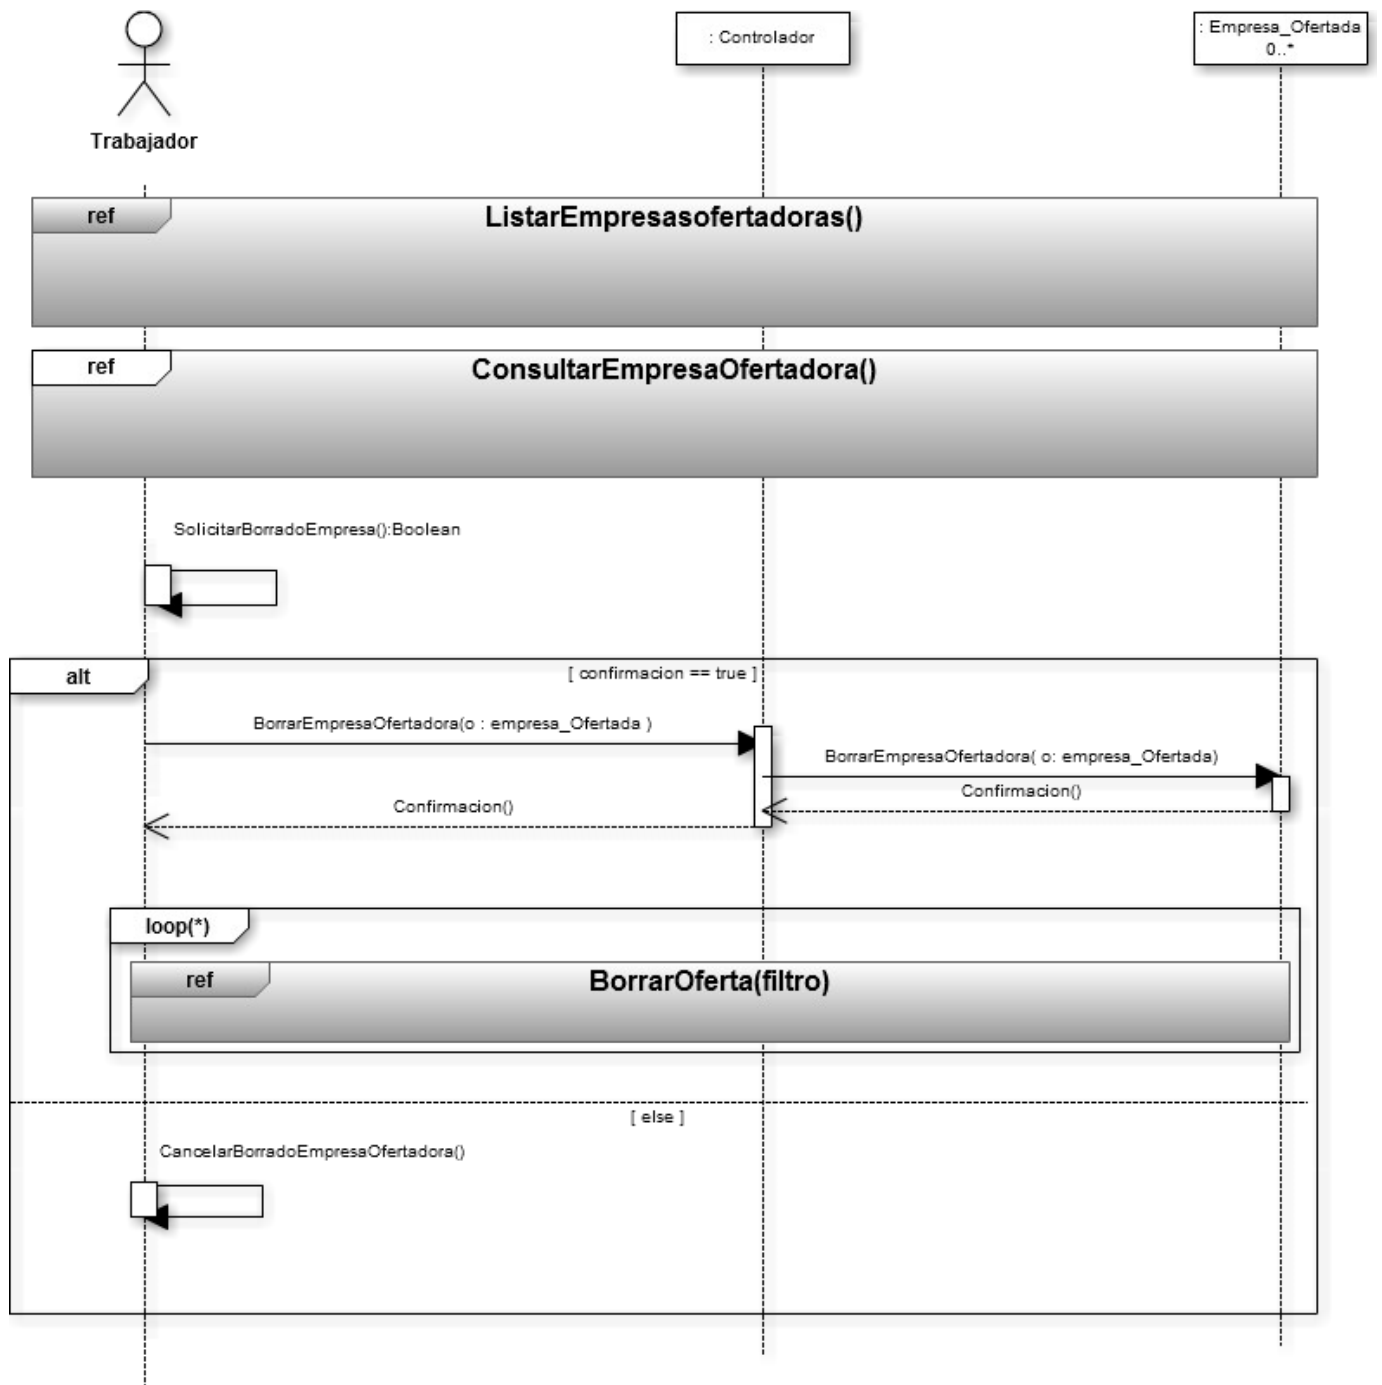 : Controlador
: Empresa_Ofertada
0..*
Trabajador
ref
ListarEmpresasofertadoras()
ref
ConsultarEmpresaOfertadora()
SolicitarBorradoEmpresa():Boolean
alt
[ confirmacion == true ]
BorrarEmpresaOfertadora(o : empresa_Ofertada )
BorrarEmpresaOfertadora( o: empresa_Ofertada)
Confirmacion()
Confirmacion()
loop(*)
ref
BorrarOferta(filtro)
[ else ]
CancelarBorradoEmpresaOfertadora()